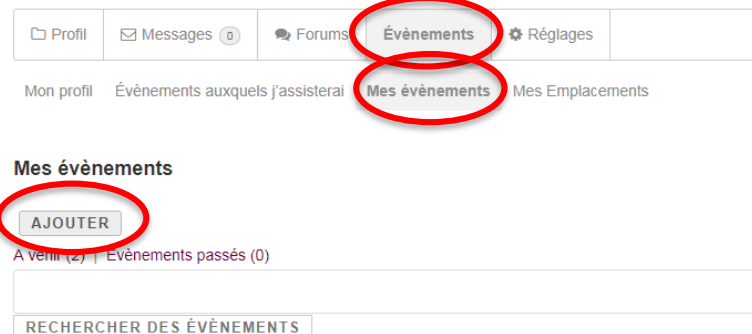 Profil Messages 0 Forums Évènements Réglages
Mon profil Évènements auxquels j'assisterai Mes évènements Mes Emplacements
Mes évènements
AJOUTER
A venir (2) | Evènements passés (0)
RECHERCHER DES ÉVÈNEMENTS